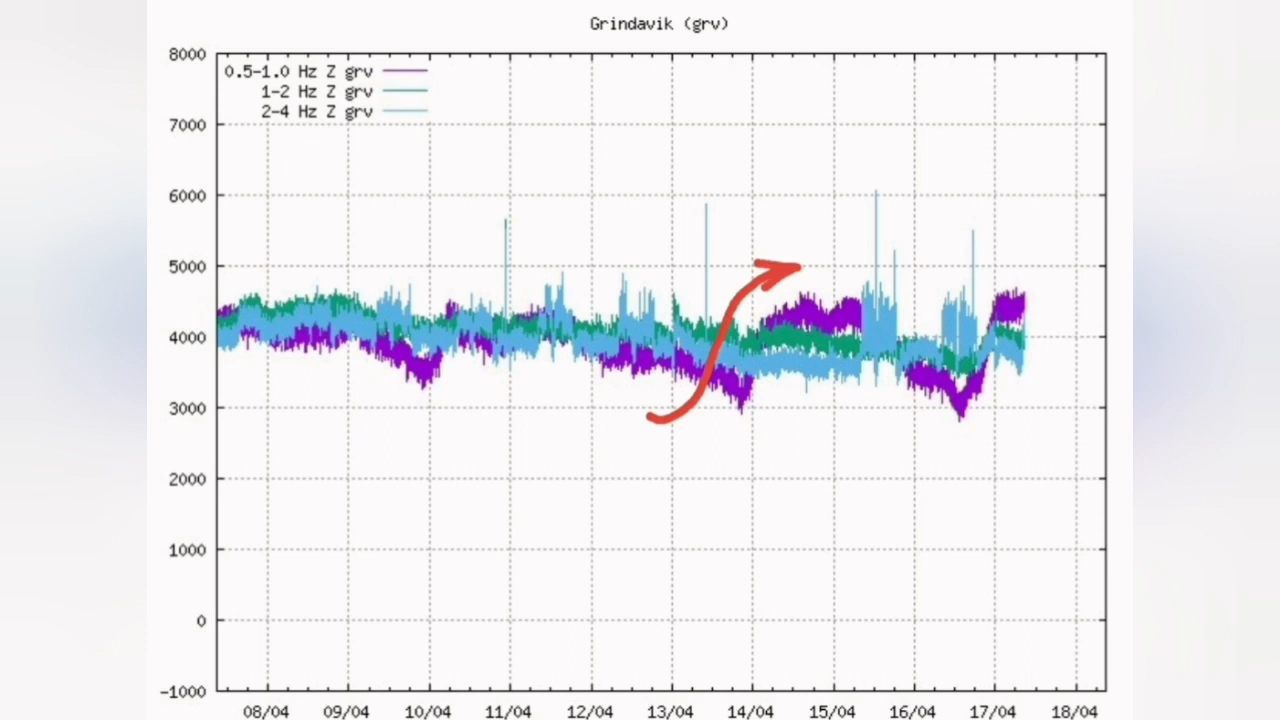 Grindavik (grv)
8000
0.5-1.0 Hz Z grv
1-2 Hz Z grv
2-4 Hz Z grv
7000
6000
5000
4000
3000
2000
1000
0
-1000
08/04 09/04 10/04 11/04 12/04 13/04 14/04 15/04 16/04 17/04 18/04